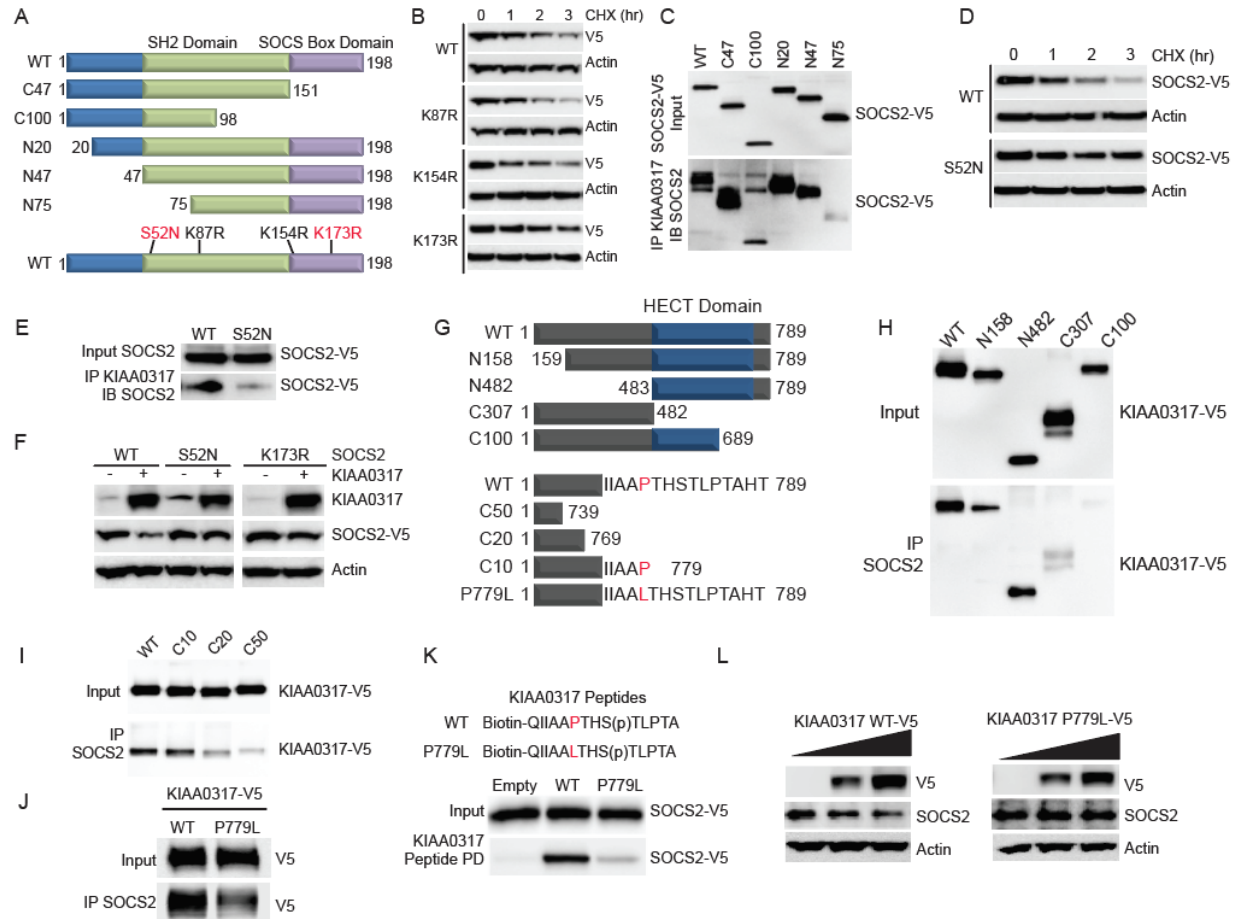 A
SH2 Domain SOCS Box Domain
WT 1 198
C47 1 151
C100 1 98
N20 20 198
N47 47 198
N75 75 198
S52N K87R K154R K173R
WT 1 198
B
0 1 2 3 CHX (hr)
WT V5
Actin
K87R V5
Actin
K154R V5
Actin
K173R V5
Actin
C
WT C47 C100 N20 N47 N75
SOCS2-V5 Input SOCS2-V5
IP KIAA0317 IB SOCS2 SOCS2-V5
D
0 1 2 3 CHX (hr)
WT SOCS2-V5
Actin
S52N SOCS2-V5
Actin
E
WT S52N
Input SOCS2 SOCS2-V5
IP KIAA0317
IB SOCS2 SOCS2-V5
F
WT S52N K173R SOCS2
- + - + - + KIAA0317
KIAA0317
SOCS2-V5
Actin
G
HECT Domain
WT 1 789
N158 159 789
N482 483 789
C307 1 482
C100 1 689
WT 1 IIAAPTHSTLPTAHT 789
C50 1 739
C20 1 769
C10 1 IIAAP 779
P779L 1 IIAALTHSTLPTAHT 789
H
WT N158 N482 C307 C100
Input KIAA0317-V5
IP
SOCS2 KIAA0317-V5
I
WT C10 C20 C50
Input KIAA0317-V5
IP
SOCS2 KIAA0317-V5
J
KIAA0317-V5
WT P779L
Input V5
IP SOCS2 V5
K
KIAA0317 Peptides
WT Biotin-QIIAAPTHS(p)TLPTA
P779L Biotin-QIIAALTHS(p)TLPTA
Empty WT P779L
Input SOCS2-V5
KIAA0317
Peptide PD SOCS2-V5
L
KIAA0317 WT-V5 KIAA0317 P779L-V5
V5 V5
SOCS2 SOCS2
Actin Actin